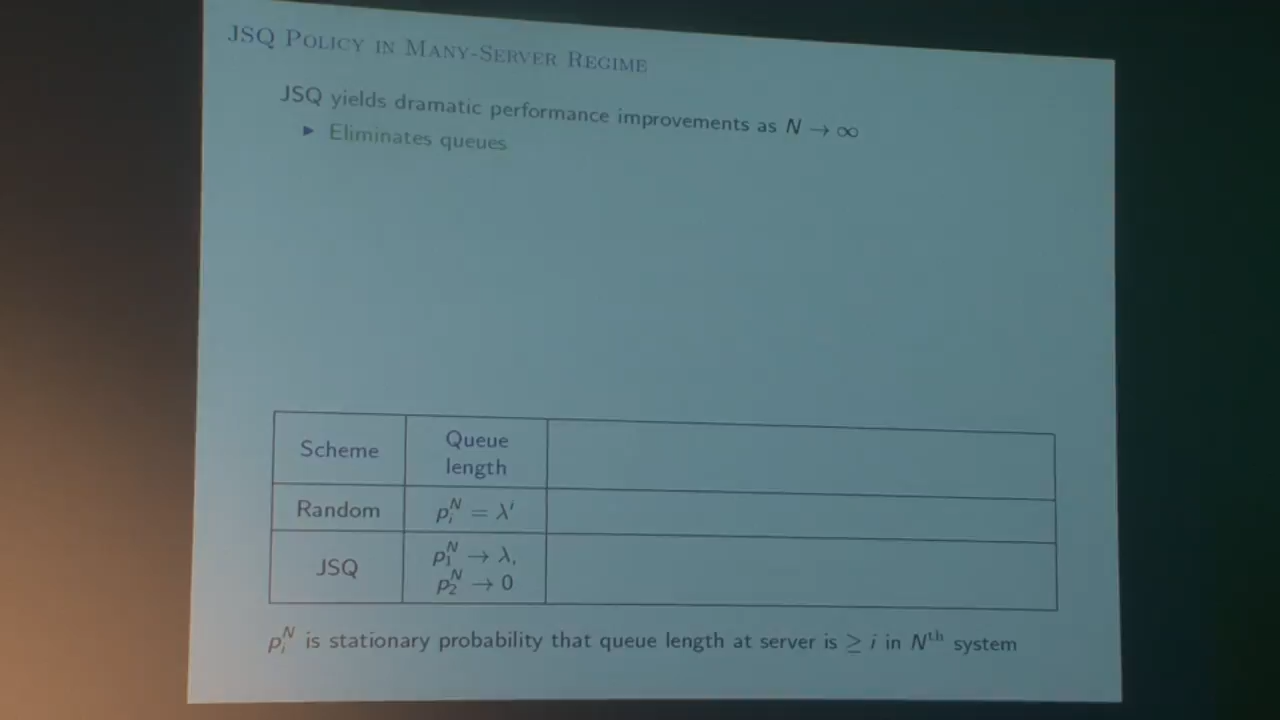 JSQ Policy in Many-Server Regime
JSQ yields dramatic performance improvements as N → ∞
▶ Eliminates queues
Scheme
Queue
length
Random
p_i^N = λ^i
JSQ
p_1^N → λ,
p_2^N → 0
p_i^N is stationary probability that queue length at server is ≥ i in N^th system